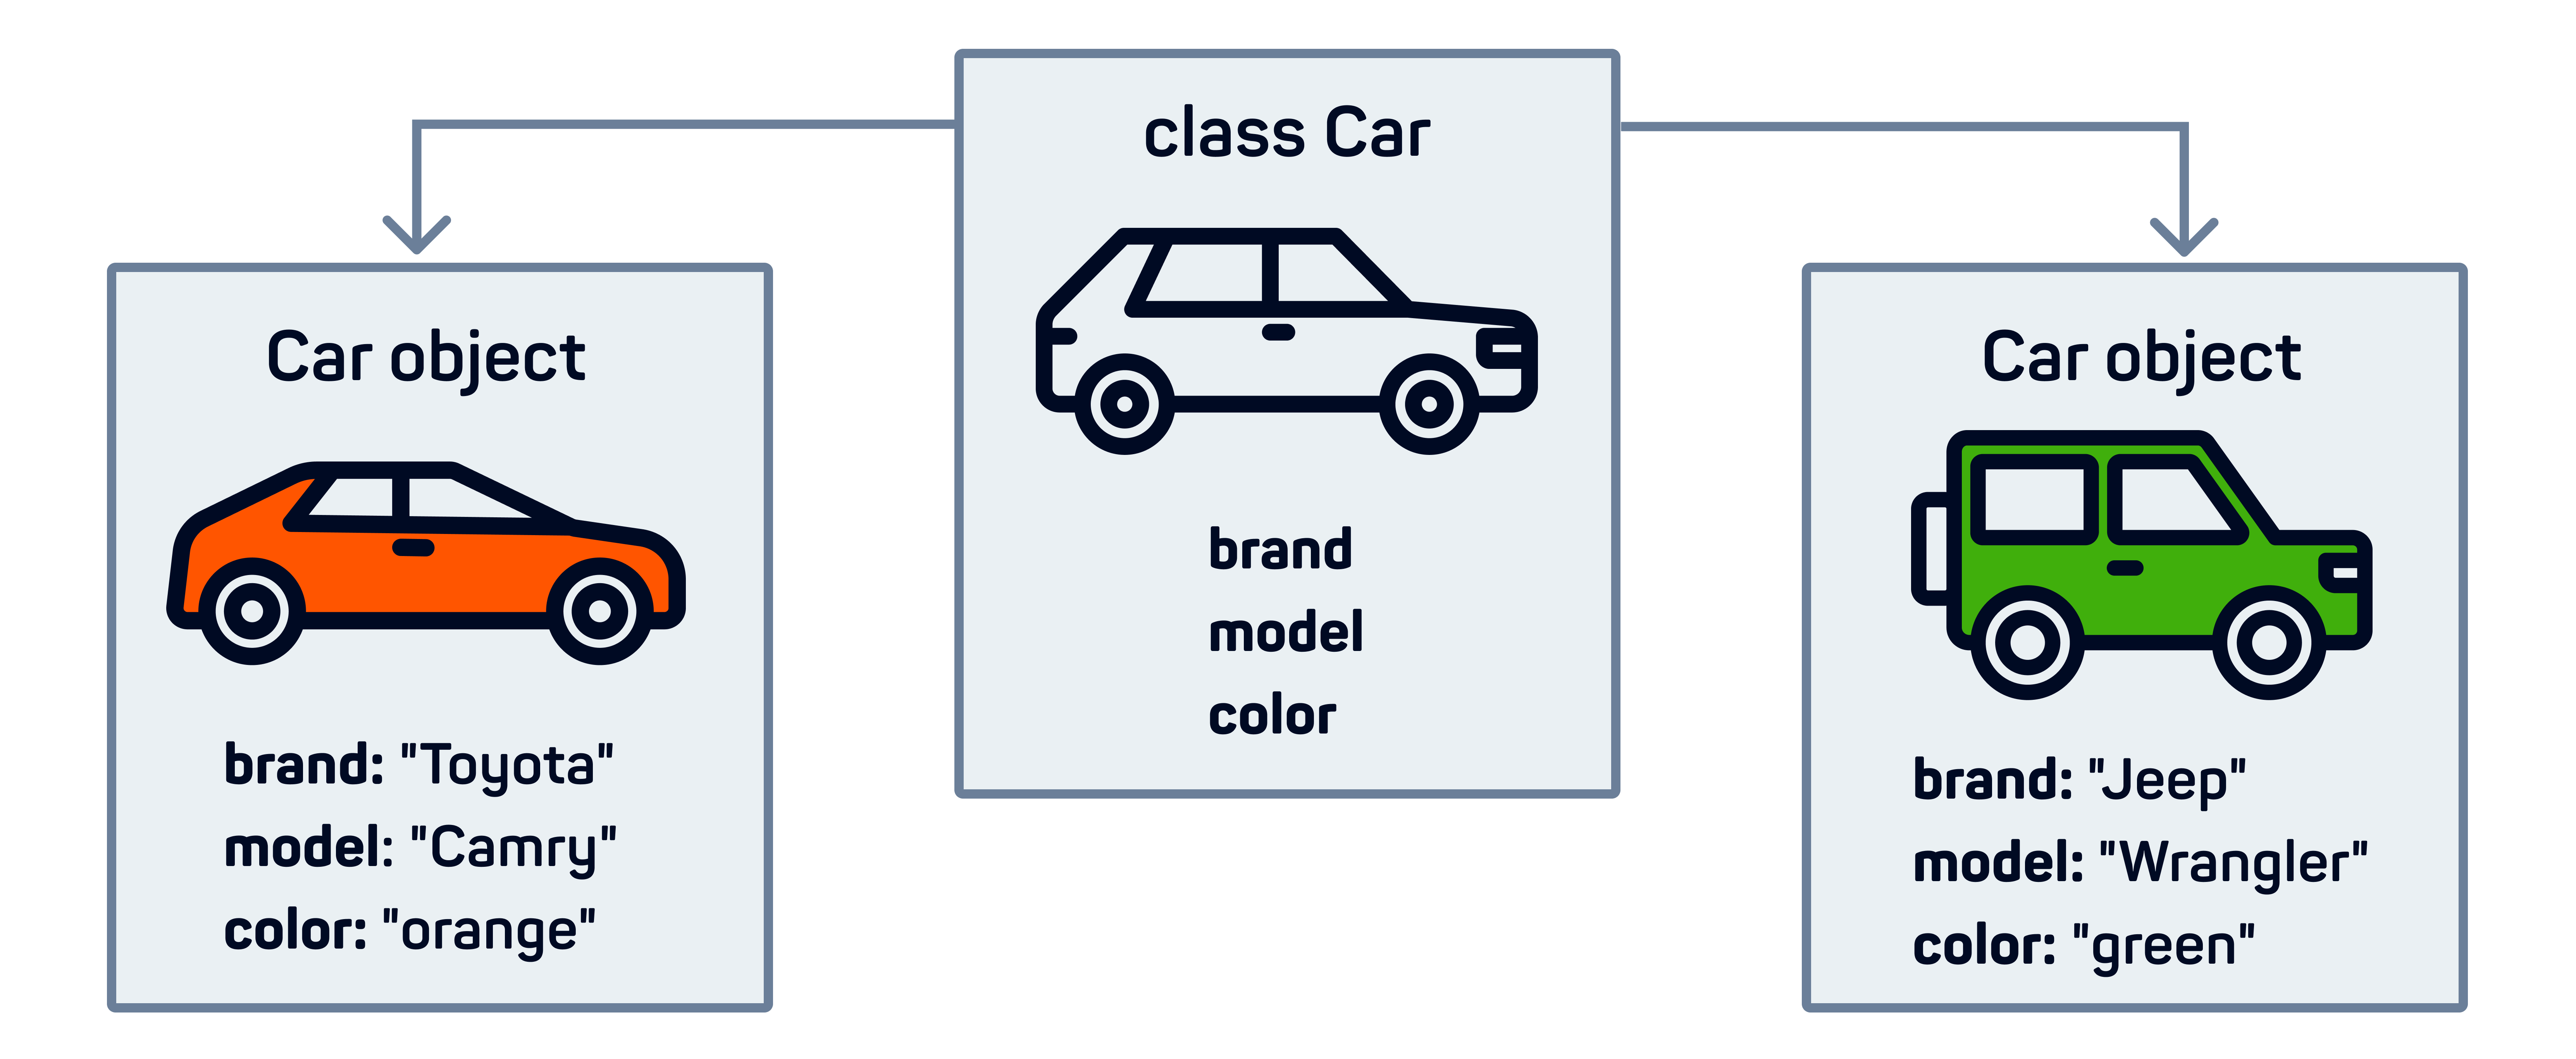 class Car
brand
model
color
Car object
brand: "Toyota"
model: "Camry"
color: "orange"
Car object
brand: "Jeep"
model: "Wrangler"
color: "green"